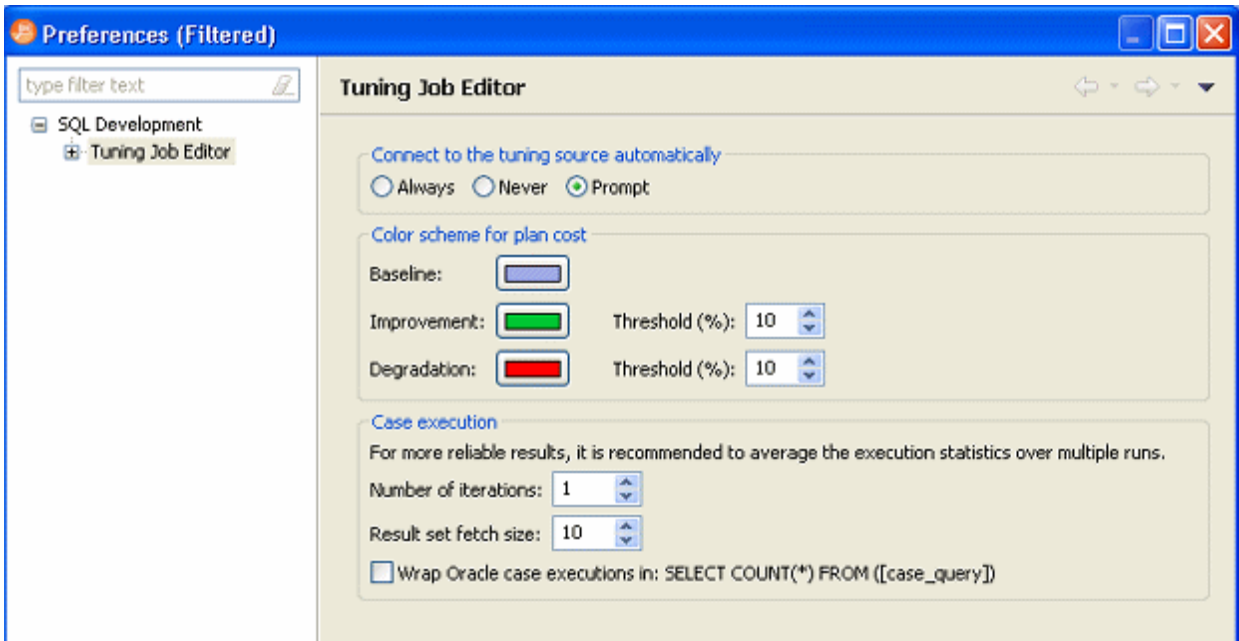 Preferences (Filtered)
type filter text
SQL Development
Tuning Job Editor
Tuning Job Editor
Connect to the tuning source automatically
Always Never Prompt
Color scheme for plan cost
Baseline:
Improvement: Threshold (%): 10
Degradation: Threshold (%): 10
Case execution
For more reliable results, it is recommended to average the execution statistics over multiple runs.
Number of iterations: 1
Result set fetch size: 10
Wrap Oracle case executions in: SELECT COUNT(*) FROM ([case_query])